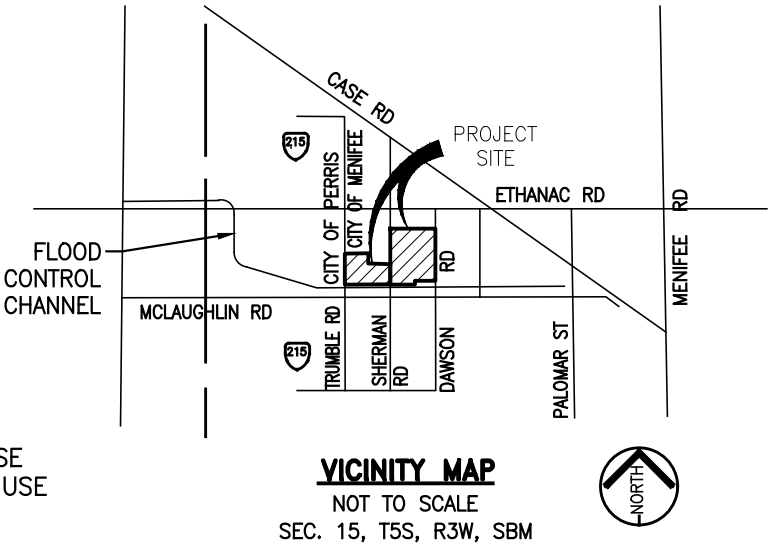 CASE RD
PROJECT
SITE
215
CITY OF PERRIS
CITY OF MENIFEE
ETHANAC RD
MENIFEE RD
FLOOD
CONTROL
CHANNEL
RD
MCLAUGHLIN RD
215
TRUMBLE RD
SHERMAN
RD
DAWSON
PALOMAR ST
SE
USE
VICINITY MAP
NOT TO SCALE
SEC. 15, T5S, R3W, SBM
NORTH